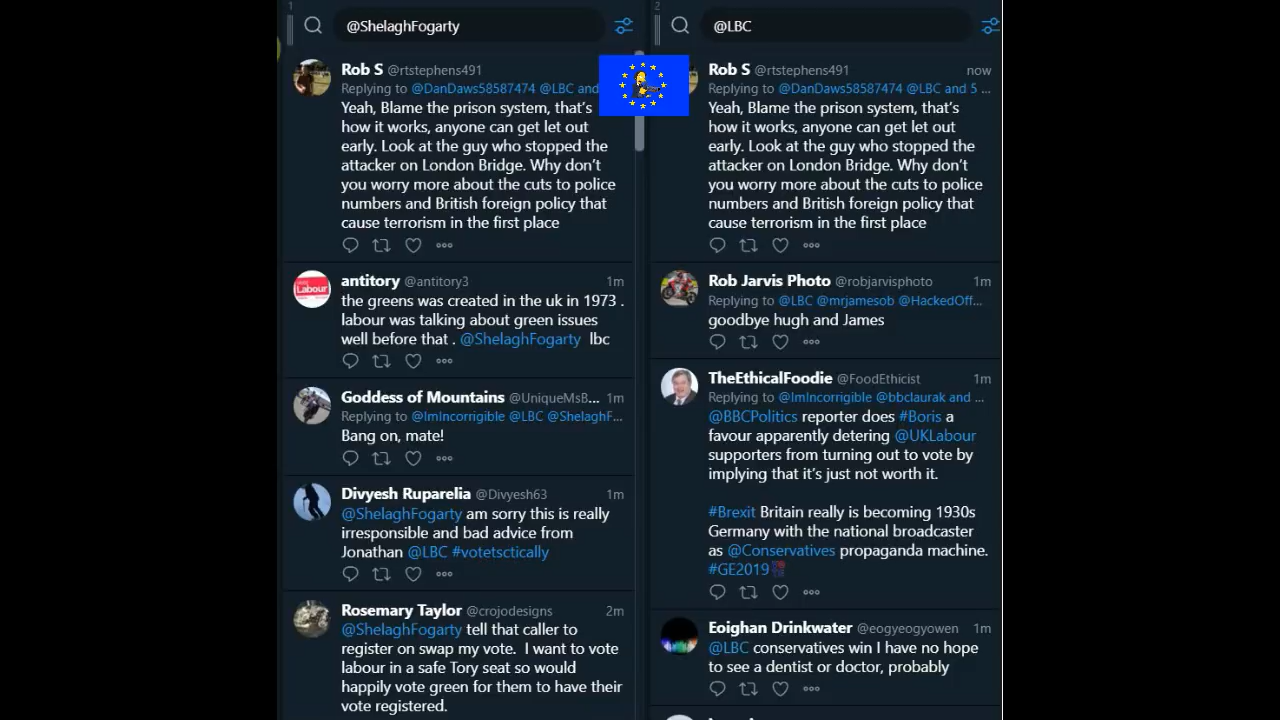 1
@ShelaghFogarty
Rob S @rtstephens491
Replying to @DanDaws58587474 @LBC and
Yeah, Blame the prison system, that's
how it works, anyone can get let out
early. Look at the guy who stopped the
attacker on London Bridge. Why don't
you worry more about the cuts to police
numbers and British foreign policy that
cause terrorism in the first place
antitory @antitory3 1m
Labour
the greens was created in the uk in 1973 .
labour was talking about green issues
well before that . @ShelaghFogarty lbc
Goddess of Mountains @UniqueMsB... 1m
Replying to @ImIncorrigible @LBC @ShelaghF...
Bang on, mate!
Divyesh Ruparelia @Divyesh63 1m
@ShelaghFogarty am sorry this is really
irresponsible and bad advice from
Jonathan @LBC #votetsctically
Rosemary Taylor @crojodesigns 2m
@ShelaghFogarty tell that caller to
register on swap my vote. I want to vote
labour in a safe Tory seat so would
happily vote green for them to have their
vote registered.
2
@LBC
Rob S @rtstephens491 now
Replying to @DanDaws58587474 @LBC and 5 ...
Yeah, Blame the prison system, that's
how it works, anyone can get let out
early. Look at the guy who stopped the
attacker on London Bridge. Why don't
you worry more about the cuts to police
numbers and British foreign policy that
cause terrorism in the first place
Rob Jarvis Photo @robjarvisphoto 1m
Replying to @LBC @mrjamesob @HackedOff...
goodbye hugh and James
TheEthicalFoodie @FoodEthicist 1m
Replying to @ImIncorrigible @bbclaurak and ...
@BBCPolitics reporter does #Boris a
favour apparently detering @UKLabour
supporters from turning out to vote by
implying that it's just not worth it.
#Brexit Britain really is becoming 1930s
Germany with the national broadcaster
as @Conservatives propaganda machine.
#GE2019
Eoighan Drinkwater @eogyeogyowen 1m
@LBC conservatives win I have no hope
to see a dentist or doctor, probably